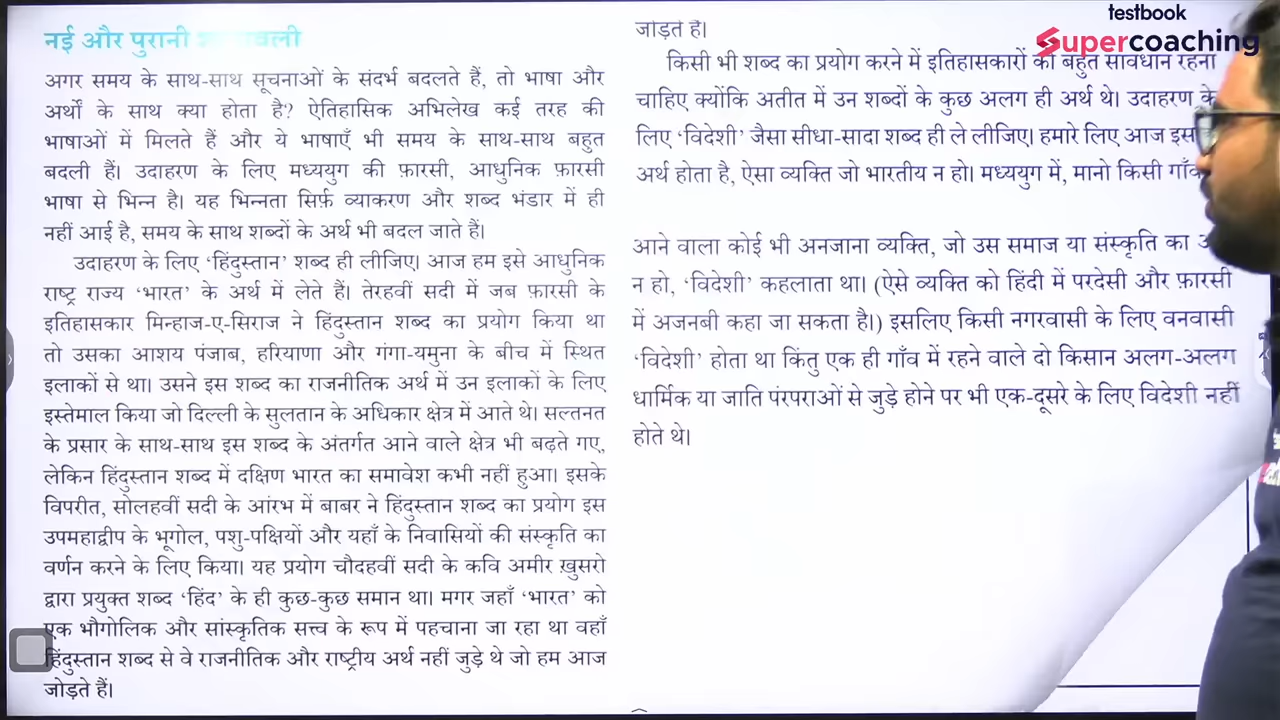 नई और पुरानी
अगर समय के साथ-साथ सूचनाओं के संदर्भ बदलते हैं, तो भाषा और
अर्थों के साथ क्या होता है? ऐतिहासिक अभिलेख कई तरह की
भाषाओं में मिलते हैं और ये भाषाएँ भी समय के साथ-साथ बहुत
बदली हैं। उदाहरण के लिए मध्ययुग की फ़ारसी, आधुनिक फ़ारसी
भाषा से भिन्न है। यह भिन्नता सिर्फ़ व्याकरण और शब्द भंडार में ही
नहीं आई है, समय के साथ शब्दों के अर्थ भी बदल जाते हैं।
उदाहरण के लिए ‘हिंदुस्तान’ शब्द ही लीजिए। आज हम इसे आधुनिक
राष्ट्र राज्य ‘भारत’ के अर्थ में लेते हैं। तेरहवीं सदी में जब फ़ारसी के
इतिहासकार मिन्हाज-ए-सिराज ने हिंदुस्तान शब्द का प्रयोग किया था
तो उसका आशय पंजाब, हरियाणा और गंगा-यमुना के बीच में स्थित
इलाकों से था। उसने इस शब्द का राजनीतिक अर्थ में उन इलाकों के लिए
इस्तेमाल किया जो दिल्ली के सुलतान के अधिकार क्षेत्र में आते थे। सल्तनत
के प्रसार के साथ-साथ इस शब्द के अंतर्गत आने वाले क्षेत्र भी बढ़ते गए,
लेकिन हिंदुस्तान शब्द में दक्षिण भारत का समावेश कभी नहीं हुआ। इसके
विपरीत, सोलहवीं सदी के आंरभ में बाबर ने हिंदुस्तान शब्द का प्रयोग इस
उपमहाद्वीप के भूगोल, पशु-पक्षियों और यहाँ के निवासियों की संस्कृति का
वर्णन करने के लिए किया। यह प्रयोग चौदहवीं सदी के कवि अमीर ख़ुसरो
द्वारा प्रयुक्त शब्द ‘हिंद’ के ही कुछ-कुछ समान था। मगर जहाँ ‘भारत’ को
एक भौगोलिक और सांस्कृतिक सत्त्व के रूप में पहचाना जा रहा था वहाँ
हिंदुस्तान शब्द से वे राजनीतिक और राष्ट्रीय अर्थ नहीं जुड़े थे जो हम आज
जोड़ते हैं।
जोड़ते हैं।
किसी भी शब्द का प्रयोग करने में इतिहासकारों को बहुत सावधान रहना
चाहिए क्योंकि अतीत में उन शब्दों के कुछ अलग ही अर्थ थे। उदाहरण के
लिए ‘विदेशी’ जैसा सीधा-सादा शब्द ही ले लीजिए। हमारे लिए आज
अर्थ होता है, ऐसा व्यक्ति जो भारतीय न हो। मध्ययुग में, मानो किसी गाँव
आने वाला कोई भी अनजाना व्यक्ति, जो उस समाज या संस्कृति का
न हो, ‘विदेशी’ कहलाता था। (ऐसे व्यक्ति को हिंदी में परदेसी और फ़ारसी
में अजनबी कहा जा सकता है।) इसलिए किसी नगरवासी के लिए वनवासी
‘विदेशी’ होता था किंतु एक ही गाँव में रहने वाले दो किसान अलग-अलग
धार्मिक या जाति पंरपराओं से जुड़े होने पर भी एक-दूसरे के लिए विदेशी नहीं
होते थे।
testbook
Supercoaching